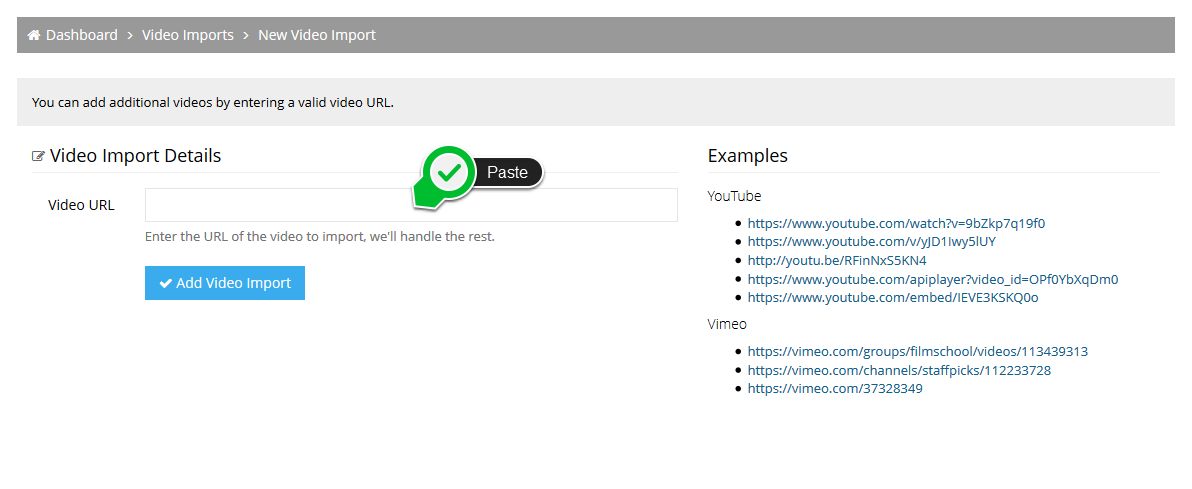 Dashboard > Video Imports > New Video Import
You can add additional videos by entering a valid video URL.
Video Import Details
Paste
Video URL
Enter the URL of the video to import, we'll handle the rest.
Add Video Import
Examples
YouTube
https://www.youtube.com/watch?v=9bZkp7q19f0
https://www.youtube.com/v/yJD1Iwy5lUY
http://youtu.be/RFinNxS5KN4
https://www.youtube.com/apiplayer?video_id=OPf0YbXqDm0
https://www.youtube.com/embed/IEVE3KSKQ0o
Vimeo
https://vimeo.com/groups/filmschool/videos/113439313
https://vimeo.com/channels/staffpicks/112233728
https://vimeo.com/37328349